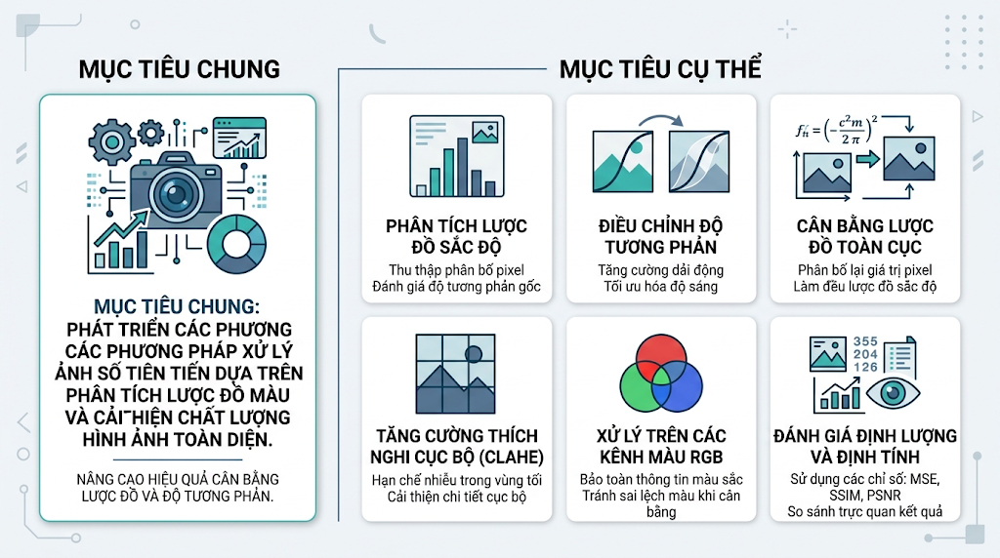 MỤC TIÊU CHUNG
MỤC TIÊU CHUNG:
PHÁT TRIỂN CÁC PHƯƠNG
CÁC PHƯƠNG PHÁP XỬ LÝ
ẢNH SỐ TIÊN TIẾN DỰA TRÊN
PHÂN TÍCH LƯỢC ĐỒ MÀU
VÀ CẢI THIỆN CHẤT LƯỢNG
HÌNH ẢNH TOÀN DIỆN.
NÂNG CAO HIỆU QUẢ CÂN BẰNG
LƯỢC ĐỒ VÀ ĐỘ TƯƠNG PHẢN.
MỤC TIÊU CỤ THỂ
PHÂN TÍCH LƯỢC
ĐỒ SẮC ĐỘ
Thu thập phân bố pixel
Đánh giá độ tương phản gốc
ĐIỀU CHỈNH ĐỘ
TƯƠNG PHẢN
Tăng cường dải động
Tối ưu hóa độ sáng
(-c²m / 2π)²
CÂN BẰNG LƯỢC
ĐỒ TOÀN CỤC
Phân bố lại giá trị pixel
Làm đều lược đồ sắc độ
TĂNG CƯỜNG THÍCH
NGHI CỤC BỘ (CLAHE)
Hạn chế nhiễu trong vùng tối
Cải thiện chi tiết cục bộ
XỬ LÝ TRÊN CÁC
KÊNH MÀU RGB
Bảo toàn thông tin màu sắc
Tránh sai lệch màu khi cân
bằng
355
204
126
ĐÁNH GIÁ ĐỊNH LƯỢNG
VÀ ĐỊNH TÍNH
Sử dụng các chỉ số: MSE,
SSIM, PSNR
So sánh trực quan kết quả